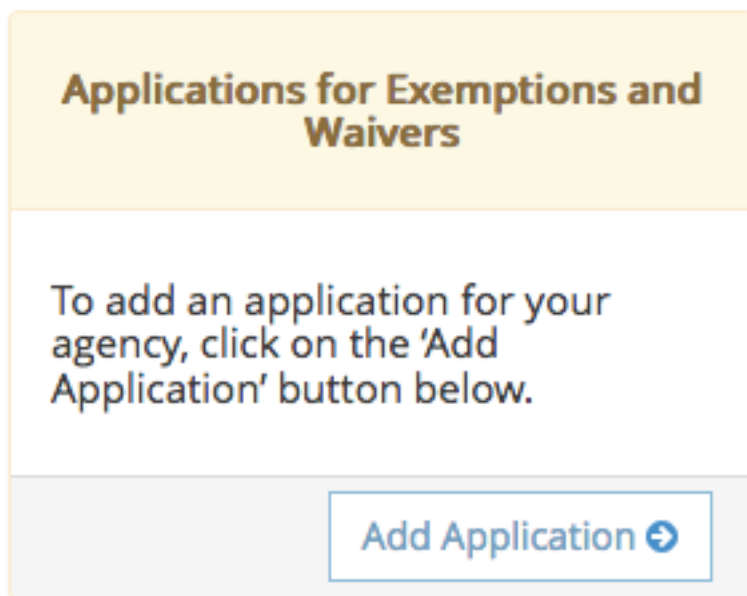 Applications for Exemptions and
Waivers
To add an application for your
agency, click on the ‘Add
Application’ button below.
Add Application